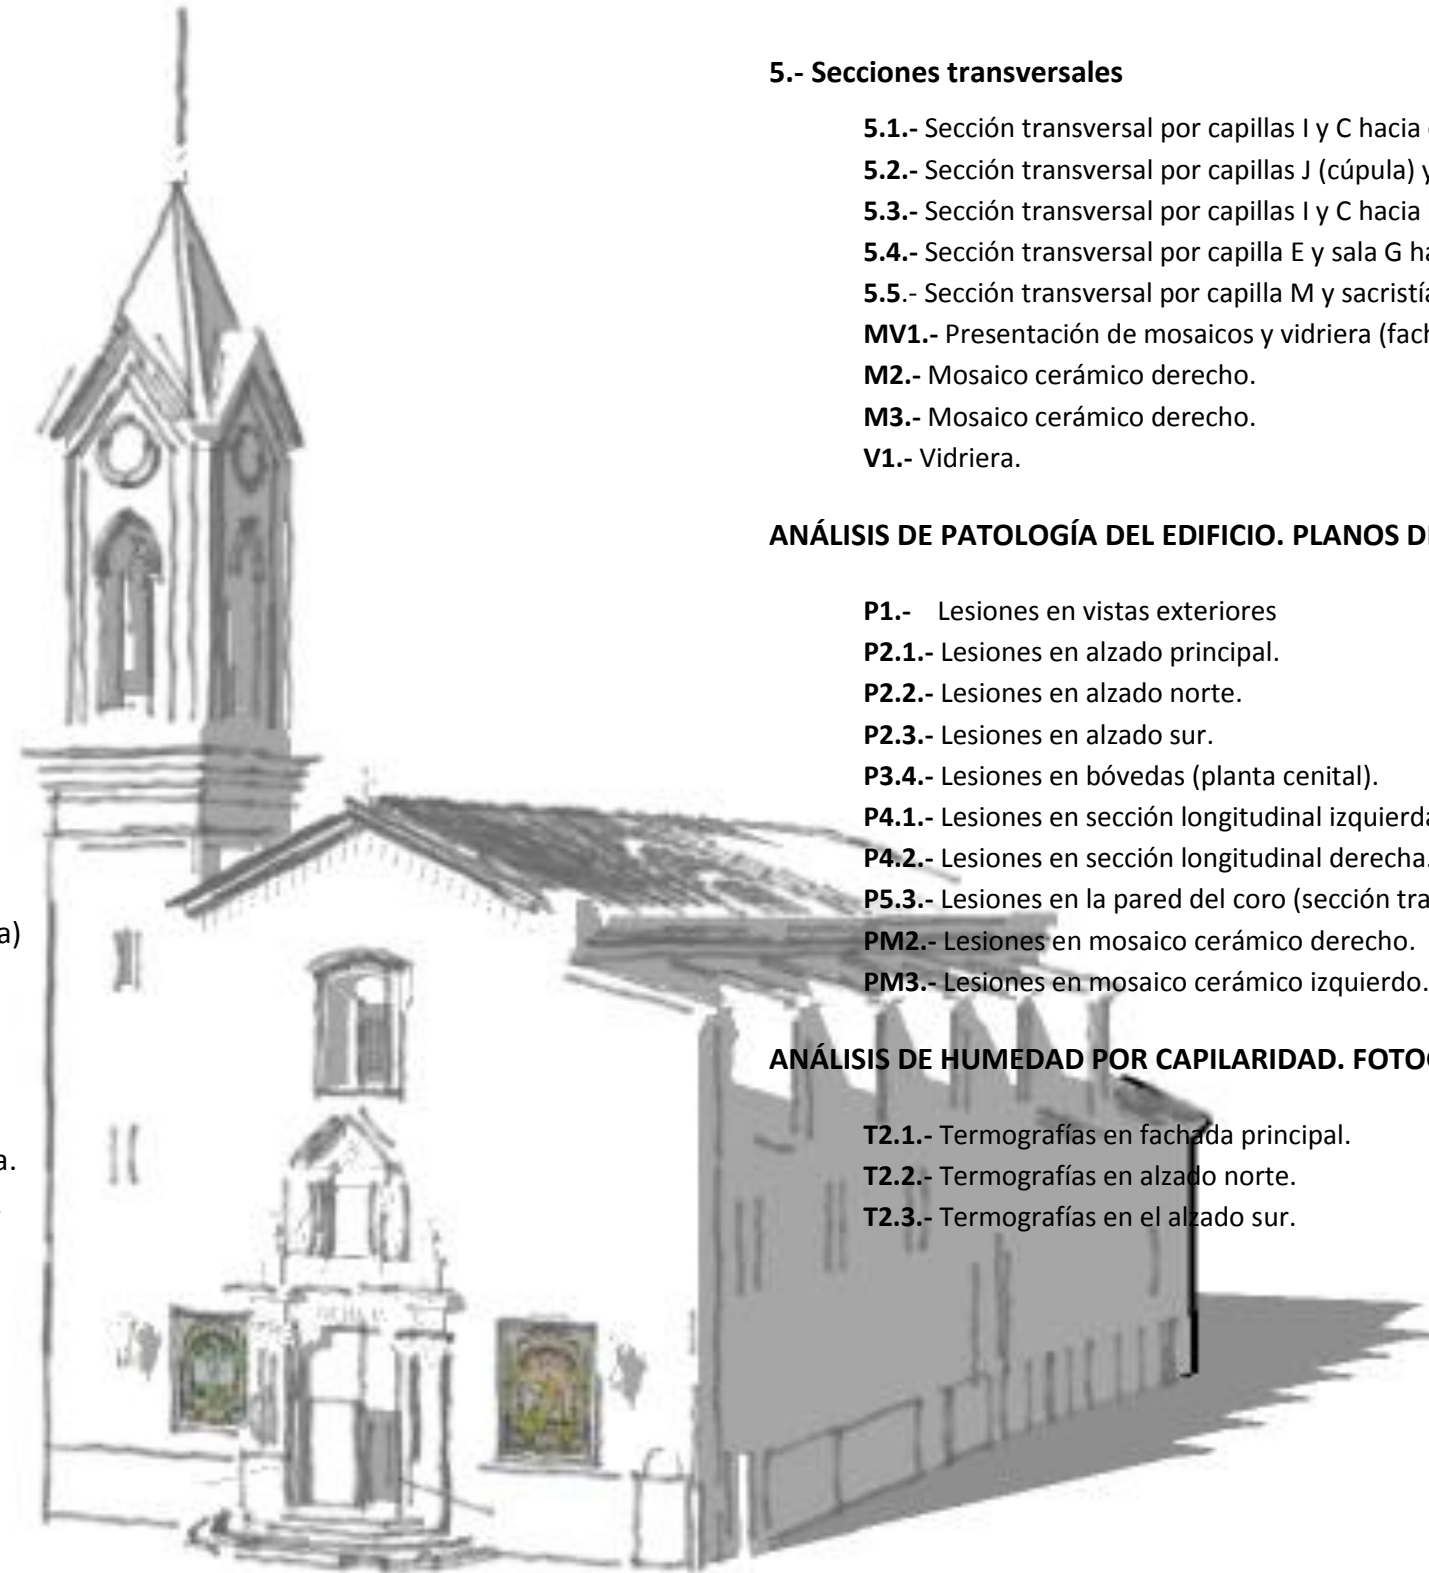 5.- Secciones transversales
5.1.- Sección transversal por capillas I y C hacia
5.2.- Sección transversal por capillas J (cúpula) y
5.3.- Sección transversal por capillas I y C hacia
5.4.- Sección transversal por capilla E y sala G
5.5.- Sección transversal por capilla M y sacristía
MV1.- Presentación de mosaicos y vidriera
M2.- Mosaico cerámico derecho.
M3.- Mosaico cerámico derecho.
V1.- Vidriera.
ANÁLISIS DE PATOLOGÍA DEL EDIFICIO. PLANOS
P1.- Lesiones en vistas exteriores
P2.1.- Lesiones en alzado principal.
P2.2.- Lesiones en alzado norte.
P2.3.- Lesiones en alzado sur.
P3.4.- Lesiones en bóvedas (planta cenital).
P4.1.- Lesiones en sección longitudinal izquierda
P4.2.- Lesiones en sección longitudinal derecha.
P5.3.- Lesiones en la pared del coro (sección
PM2.- Lesiones en mosaico cerámico derecho.
PM3.- Lesiones en mosaico cerámico izquierdo.
ANÁLISIS DE HUMEDAD POR CAPILARIDAD.
T2.1.- Termografías en fachada principal.
T2.2.- Termografías en alzado norte.
T2.3.- Termografías en el alzado sur.